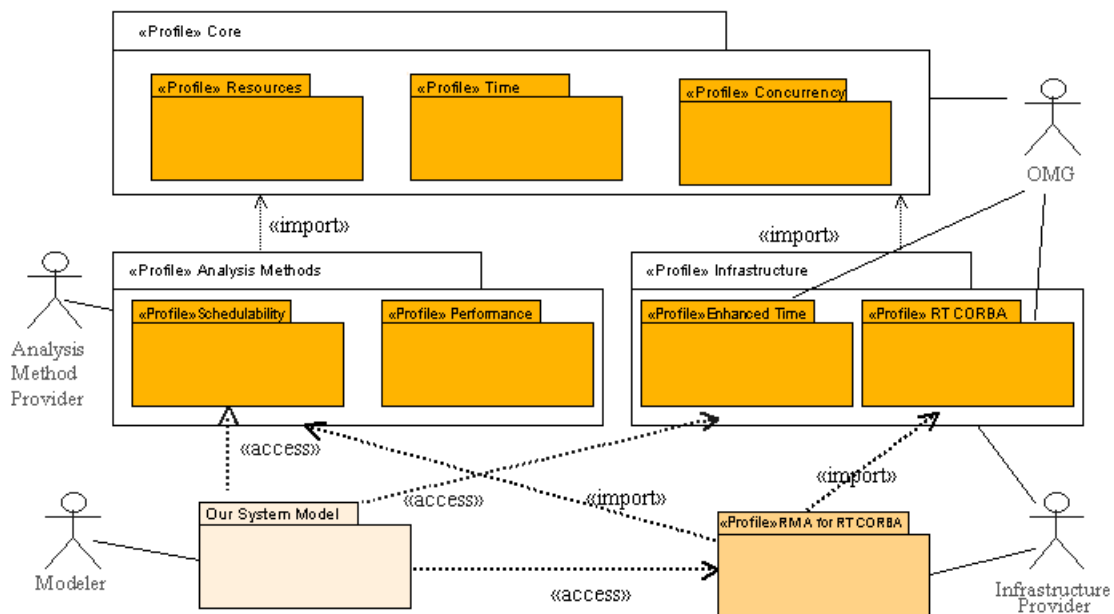 «Profile» Core
«Profile» Resources
«Profile» Time
«Profile» Concurrency
OMG
«import»
«import»
«Profile» Analysis Methods
«Profile» Infrastructure
«Profile»Schedulability
«Profile» Performance
«Profile»Enhanced Time
«Profile» RT CORBA
Analysis
Method
Provider
«access»
«access»
«import»
«import»
Our System Model
«Profile»RMA for RT CORBA
Modeler
«access»
Infrastructure
Provider